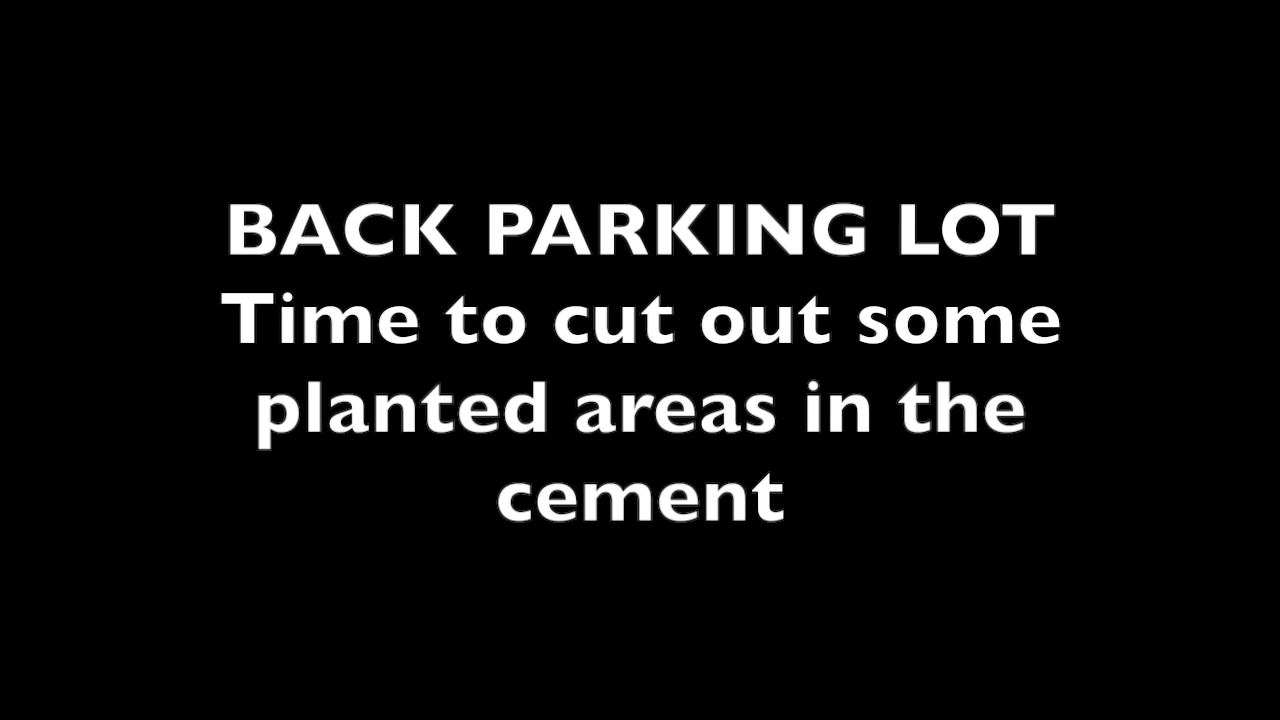 BACK PARKING LOT
Time to cut out some
planted areas in the
cement